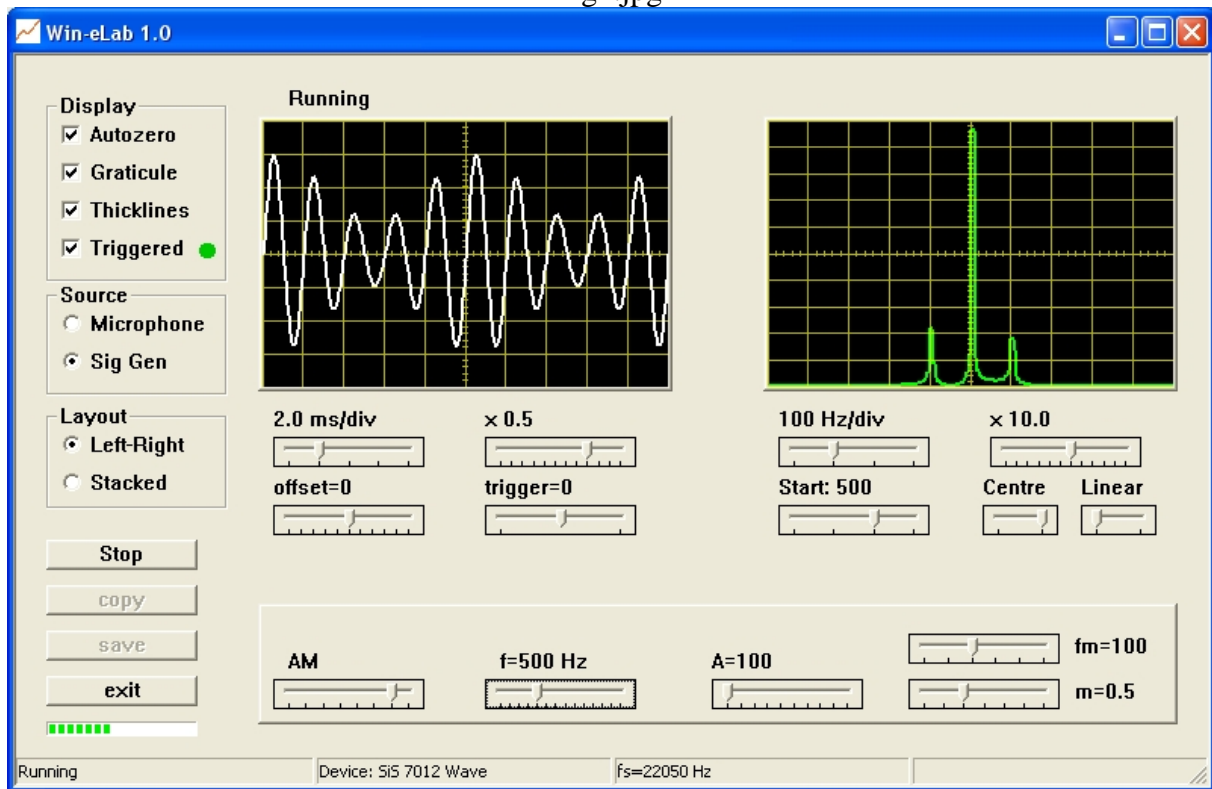 Win-eLab 1.0
Display
Autozero
Graticule
Thicklines
Triggered
Source
Microphone
Sig Gen
Layout
Left-Right
Stacked
Stop
copy
save
exit
Running
2.0 ms/div
× 0.5
offset=0
trigger=0
100 Hz/div
× 10.0
Start: 500
Centre
Linear
AM
f=500 Hz
A=100
fm=100
m=0.5
Running
Device: SiS 7012 Wave
fs=22050 Hz